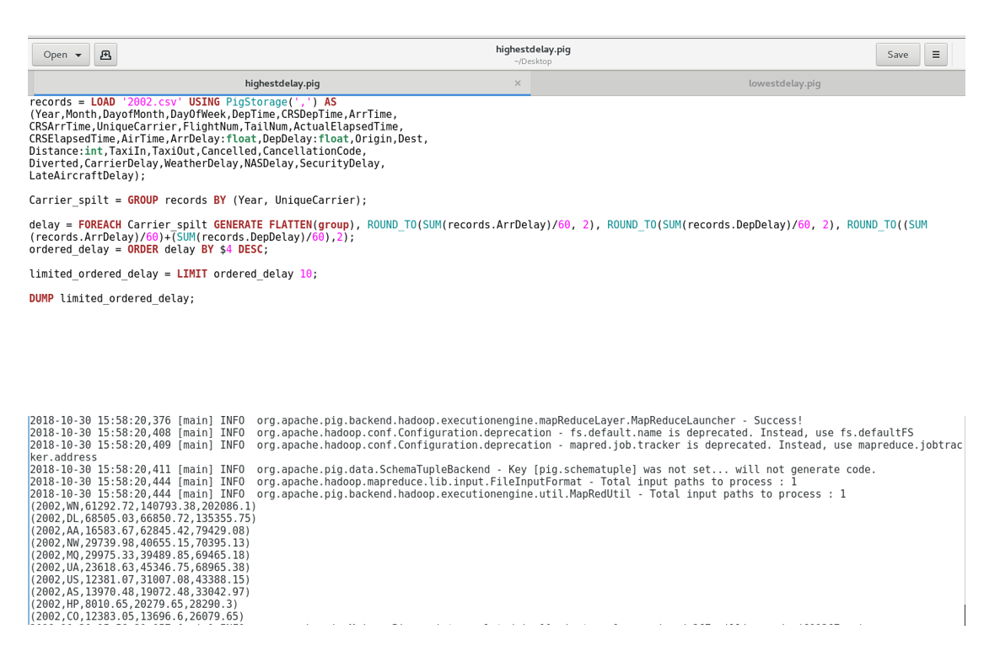 Open
highestdelay.pig
~/Desktop
Save
highestdelay.pig
lowestdelay.pig
records = LOAD '2002.csv' USING PigStorage(',') AS
(Year,Month,DayofMonth,DayOfWeek,DepTime,CRSDepTime,ArrTime,
CRSArrTime,UniqueCarrier,FlightNum,TailNum,ActualElapsedTime,
CRSElapsedTime,AirTime,ArrDelay:float,DepDelay:float,Origin,Dest,
Distance:int,TaxiIn,TaxiOut,Cancelled,CancellationCode,
Diverted,CarrierDelay,WeatherDelay,NASDelay,SecurityDelay,
LateAircraftDelay);
Carrier_spilt = GROUP records BY (Year, UniqueCarrier);
delay = FOREACH Carrier_spilt GENERATE FLATTEN(group), ROUND_TO(SUM(records.ArrDelay)/60, 2), ROUND_TO(SUM(records.DepDelay)/60, 2), ROUND_TO((SUM
(records.ArrDelay)/60)+(SUM(records.DepDelay)/60),2);
ordered_delay = ORDER delay BY $4 DESC;
limited_ordered_delay = LIMIT ordered_delay 10;
DUMP limited_ordered_delay;
2018-10-30 15:58:20,376 [main] INFO  org.apache.pig.backend.hadoop.executionengine.mapReduceLayer.MapReduceLauncher - Success!
2018-10-30 15:58:20,408 [main] INFO  org.apache.hadoop.conf.Configuration.deprecation - fs.default.name is deprecated. Instead, use fs.defaultFS
2018-10-30 15:58:20,409 [main] INFO  org.apache.hadoop.conf.Configuration.deprecation - mapred.job.tracker is deprecated. Instead, use mapreduce.jobtrac
ker.address
2018-10-30 15:58:20,411 [main] INFO  org.apache.pig.data.SchemaTupleBackend - Key [pig.schematuple] was not set... will not generate code.
2018-10-30 15:58:20,444 [main] INFO  org.apache.hadoop.mapreduce.lib.input.FileInputFormat - Total input paths to process : 1
2018-10-30 15:58:20,444 [main] INFO  org.apache.pig.backend.hadoop.executionengine.util.MapRedUtil - Total input paths to process : 1
(2002,WN,61292.72,140793.38,202086.1)
(2002,DL,68505.03,66850.72,135355.75)
(2002,AA,16583.67,62845.42,79429.08)
(2002,NW,29739.98,40655.15,70395.13)
(2002,MQ,29975.33,39489.85,69465.18)
(2002,UA,23618.63,45346.75,68965.38)
(2002,US,12381.07,31007.08,43388.15)
(2002,AS,13970.48,19072.48,33042.97)
(2002,HP,8010.65,20279.65,28290.3)
(2002,CO,12383.05,13696.6,26079.65)